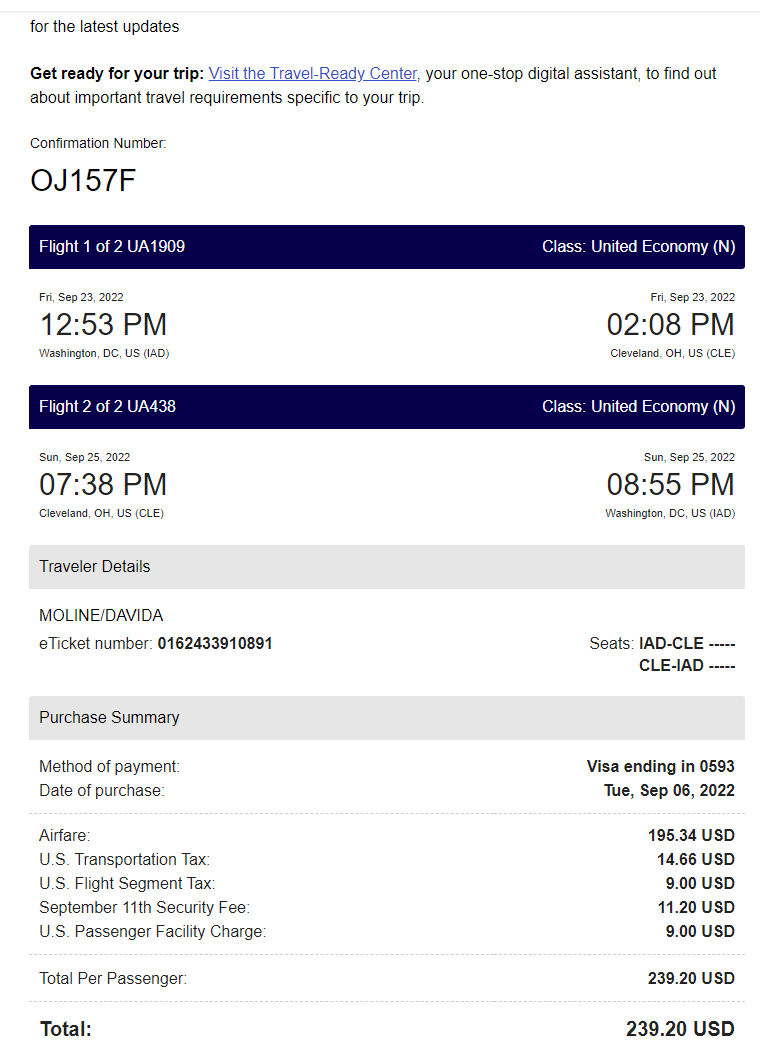 for the latest updates
Get ready for your trip: Visit the Travel-Ready Center, your one-stop digital assistant, to find out
about important travel requirements specific to your trip.
Confirmation Number:
OJ157F
Flight 1 of 2 UA1909 Class: United Economy (N)
Fri, Sep 23, 2022 Fri, Sep 23, 2022
12:53 PM 02:08 PM
Washington, DC, US (IAD) Cleveland, OH, US (CLE)
Flight 2 of 2 UA438 Class: United Economy (N)
Sun, Sep 25, 2022 Sun, Sep 25, 2022
07:38 PM 08:55 PM
Cleveland, OH, US (CLE) Washington, DC, US (IAD)
Traveler Details
MOLINE/DAVIDA
eTicket number: 0162433910891 Seats: IAD-CLE -----
CLE-IAD -----
Purchase Summary
Method of payment: Visa ending in 0593
Date of purchase: Tue, Sep 06, 2022
Airfare: 195.34 USD
U.S. Transportation Tax: 14.66 USD
U.S. Flight Segment Tax: 9.00 USD
September 11th Security Fee: 11.20 USD
U.S. Passenger Facility Charge: 9.00 USD
Total Per Passenger: 239.20 USD
Total: 239.20 USD